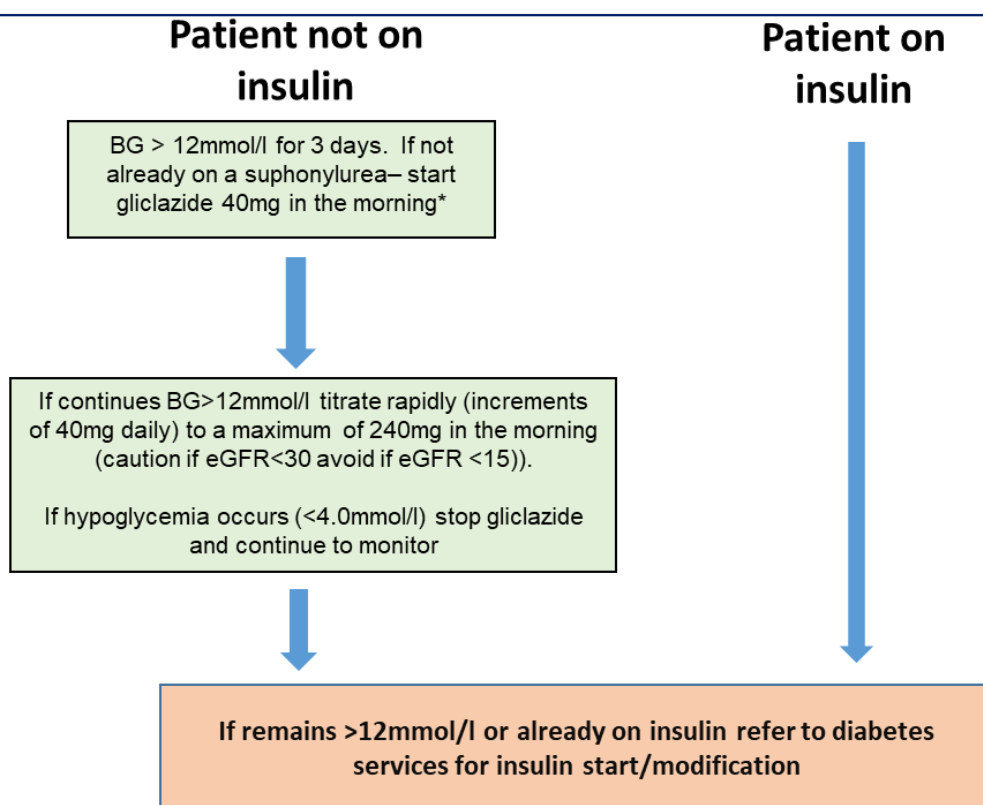 Patient not on
insulin
BG > 12mmol/l for 3 days.  If not
already on a suphonylurea– start
gliclazide 40mg in the morning*
If continues BG>12mmol/l titrate rapidly (increments
of 40mg daily) to a maximum of 240mg in the morning
(caution if eGFR<30 avoid if eGFR <15)).
If hypoglycemia occurs (<4.0mmol/l) stop gliclazide
and continue to monitor
Patient on
insulin
If remains >12mmol/l or already on insulin refer to diabetes
services for insulin start/modification